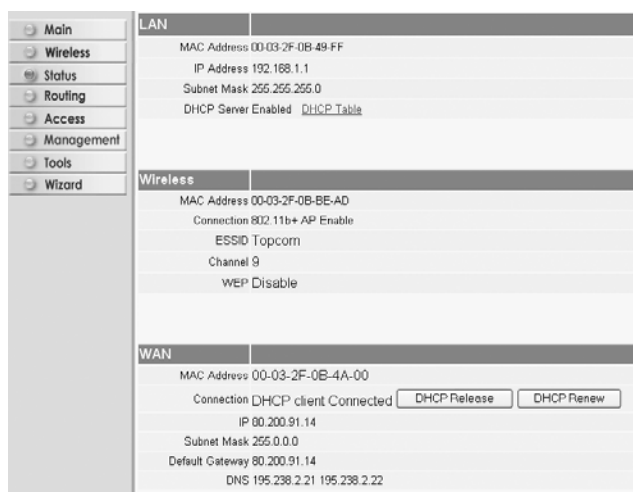 Main
Wireless
Status
Routing
Access
Management
Tools
Wizard
LAN
MAC Address 00-03-2F-0B-49-FF
IP Address 192.168.1.1
Subnet Mask 255.255.255.0
DHCP Server Enabled DHCP Table
Wireless
MAC Address 00-03-2F-0B-BE-AD
Connection 802.11b+ AP Enable
ESSID Topcom
Channel 9
WEP Disable
WAN
MAC Address 00-03-2F-0B-4A-00
Connection DHCP client Connected DHCP Release DHCP Renew
IP 80.200.91.14
Subnet Mask 255.0.0.0
Default Gateway 80.200.91.14
DNS 195.238.2.21 195.238.2.22